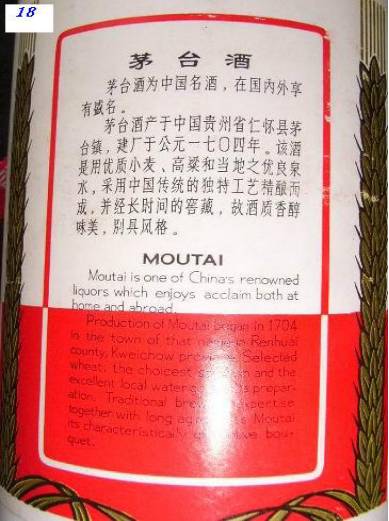 18
茅台酒
茅台酒为中国名酒，在国内外享
有盛名。
茅台酒产于中国贵州省仁怀县茅
台镇，建厂于公元一七〇四年。该酒
是用优质小麦、高粱和当地之优良泉
水，采用中国传统的独特工艺精酿而
成，并经长时间的窖藏，故酒质香醇
味美，别具风格。
MOUTAI
Moutai is one of China's renowned
liquors which enjoys acclaim both at
home and abroad.
Production of Moutai began in 1704
in the town of that name in Renhuai
county, Kweichow province. Selected
wheat, the choicest and the
excellent local water prepar-
ation. Traditional expertise
together with long Moutai
its characteristically bou-
quet.